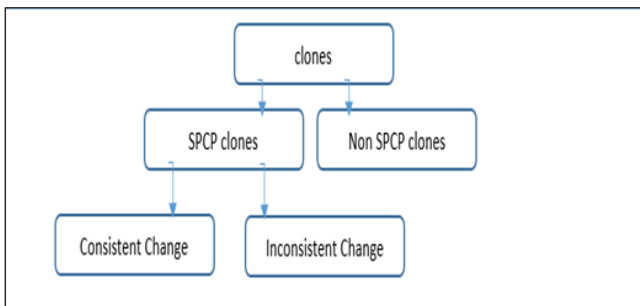 clones
SPCP clones
Non SPCP clones
Consistent Change
Inconsistent Change